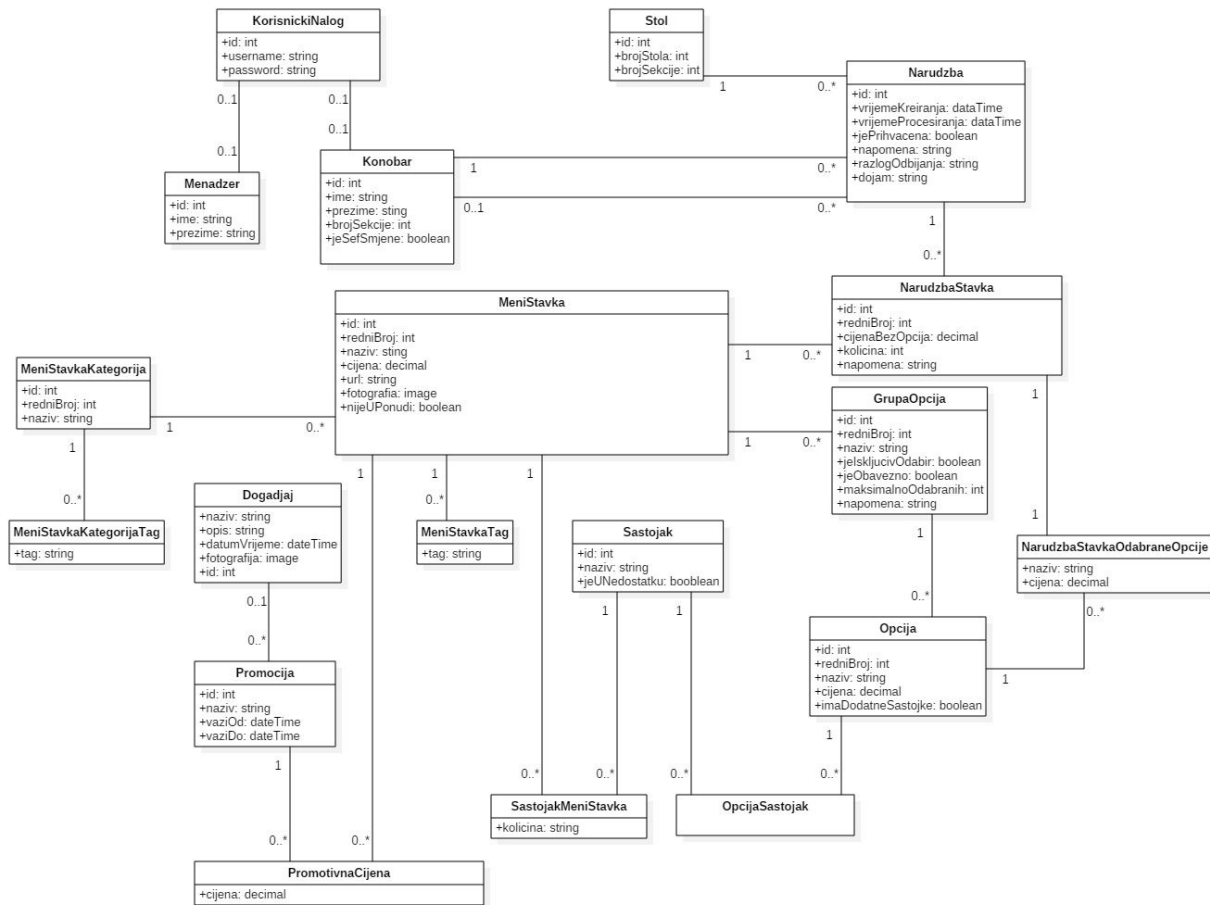 KorisnickiNalog
+id: int
+username: string
+password: string
0..1
0..1
0..1
0..1
Stol
+id: int
+brojStola: int
+brojSekcije: int
1
0..*
Narudzba
+id: int
+vrijemeKreiranja: dataTime
+vrijemeProcesiranja: dataTime
+jePrihvacena: boolean
+napomena: string
+razlogOdbijanja: string
+dojam: string
Menadzer
+id: int
+ime: string
+prezime: string
Konobar
+id: int
+ime: string
+prezime: sting
+brojSekcije: int
+jeSefSmjene: boolean
1
0..*
0..1
0..*
1
0..*
MeniStavka
+id: int
+redniBroj: int
+naziv: sting
+cijena: decimal
+url: string
+fotografia: image
+nijeUPonudi: boolean
1
0..*
NarudzbaStavka
+id: int
+redniBroj: int
+cijenaBezOpcija: decimal
+kolicina: int
+napomena: string
MeniStavkaKategorija
+id: int
+redniBroj: int
+naziv: string
1
0..*
1
0..*
GrupaOpcija
+id: int
+redniBroj: int
+naziv: string
+jeIskljucivOdabir: boolean
+jeObavezno: boolean
+maksimalnoOdabranih: int
+napomena: string
1
1
1
0..*
MeniStavkaKategorijaTag
+tag: string
Dogadjaj
+naziv: string
+opis: string
+datumVrijeme: dateTime
+fotografija: image
+id: int
1
1
0..*
1
MeniStavkaTag
+tag: string
Sastojak
+id: int
+naziv: string
+jeUNedostatku: booblean
NarudzbaStavkaOdabraneOpcije
+naziv: string
+cijena: decimal
0..1
0..*
1
1
1
0..*
0..*
1
Promocija
+id: int
+naziv: string
+vaziOd: dateTime
+vaziDo: dateTime
Opcija
+id: int
+redniBroj: int
+naziv: string
+cijena: decimal
+imaDodatneSastojke: boolean
1
0..*
0..*
1
0..*
0..*
0..*
0..*
SastojakMeniStavka
+kolicina: string
OpcijaSastojak
PromotivnaCijena
+cijena: decimal